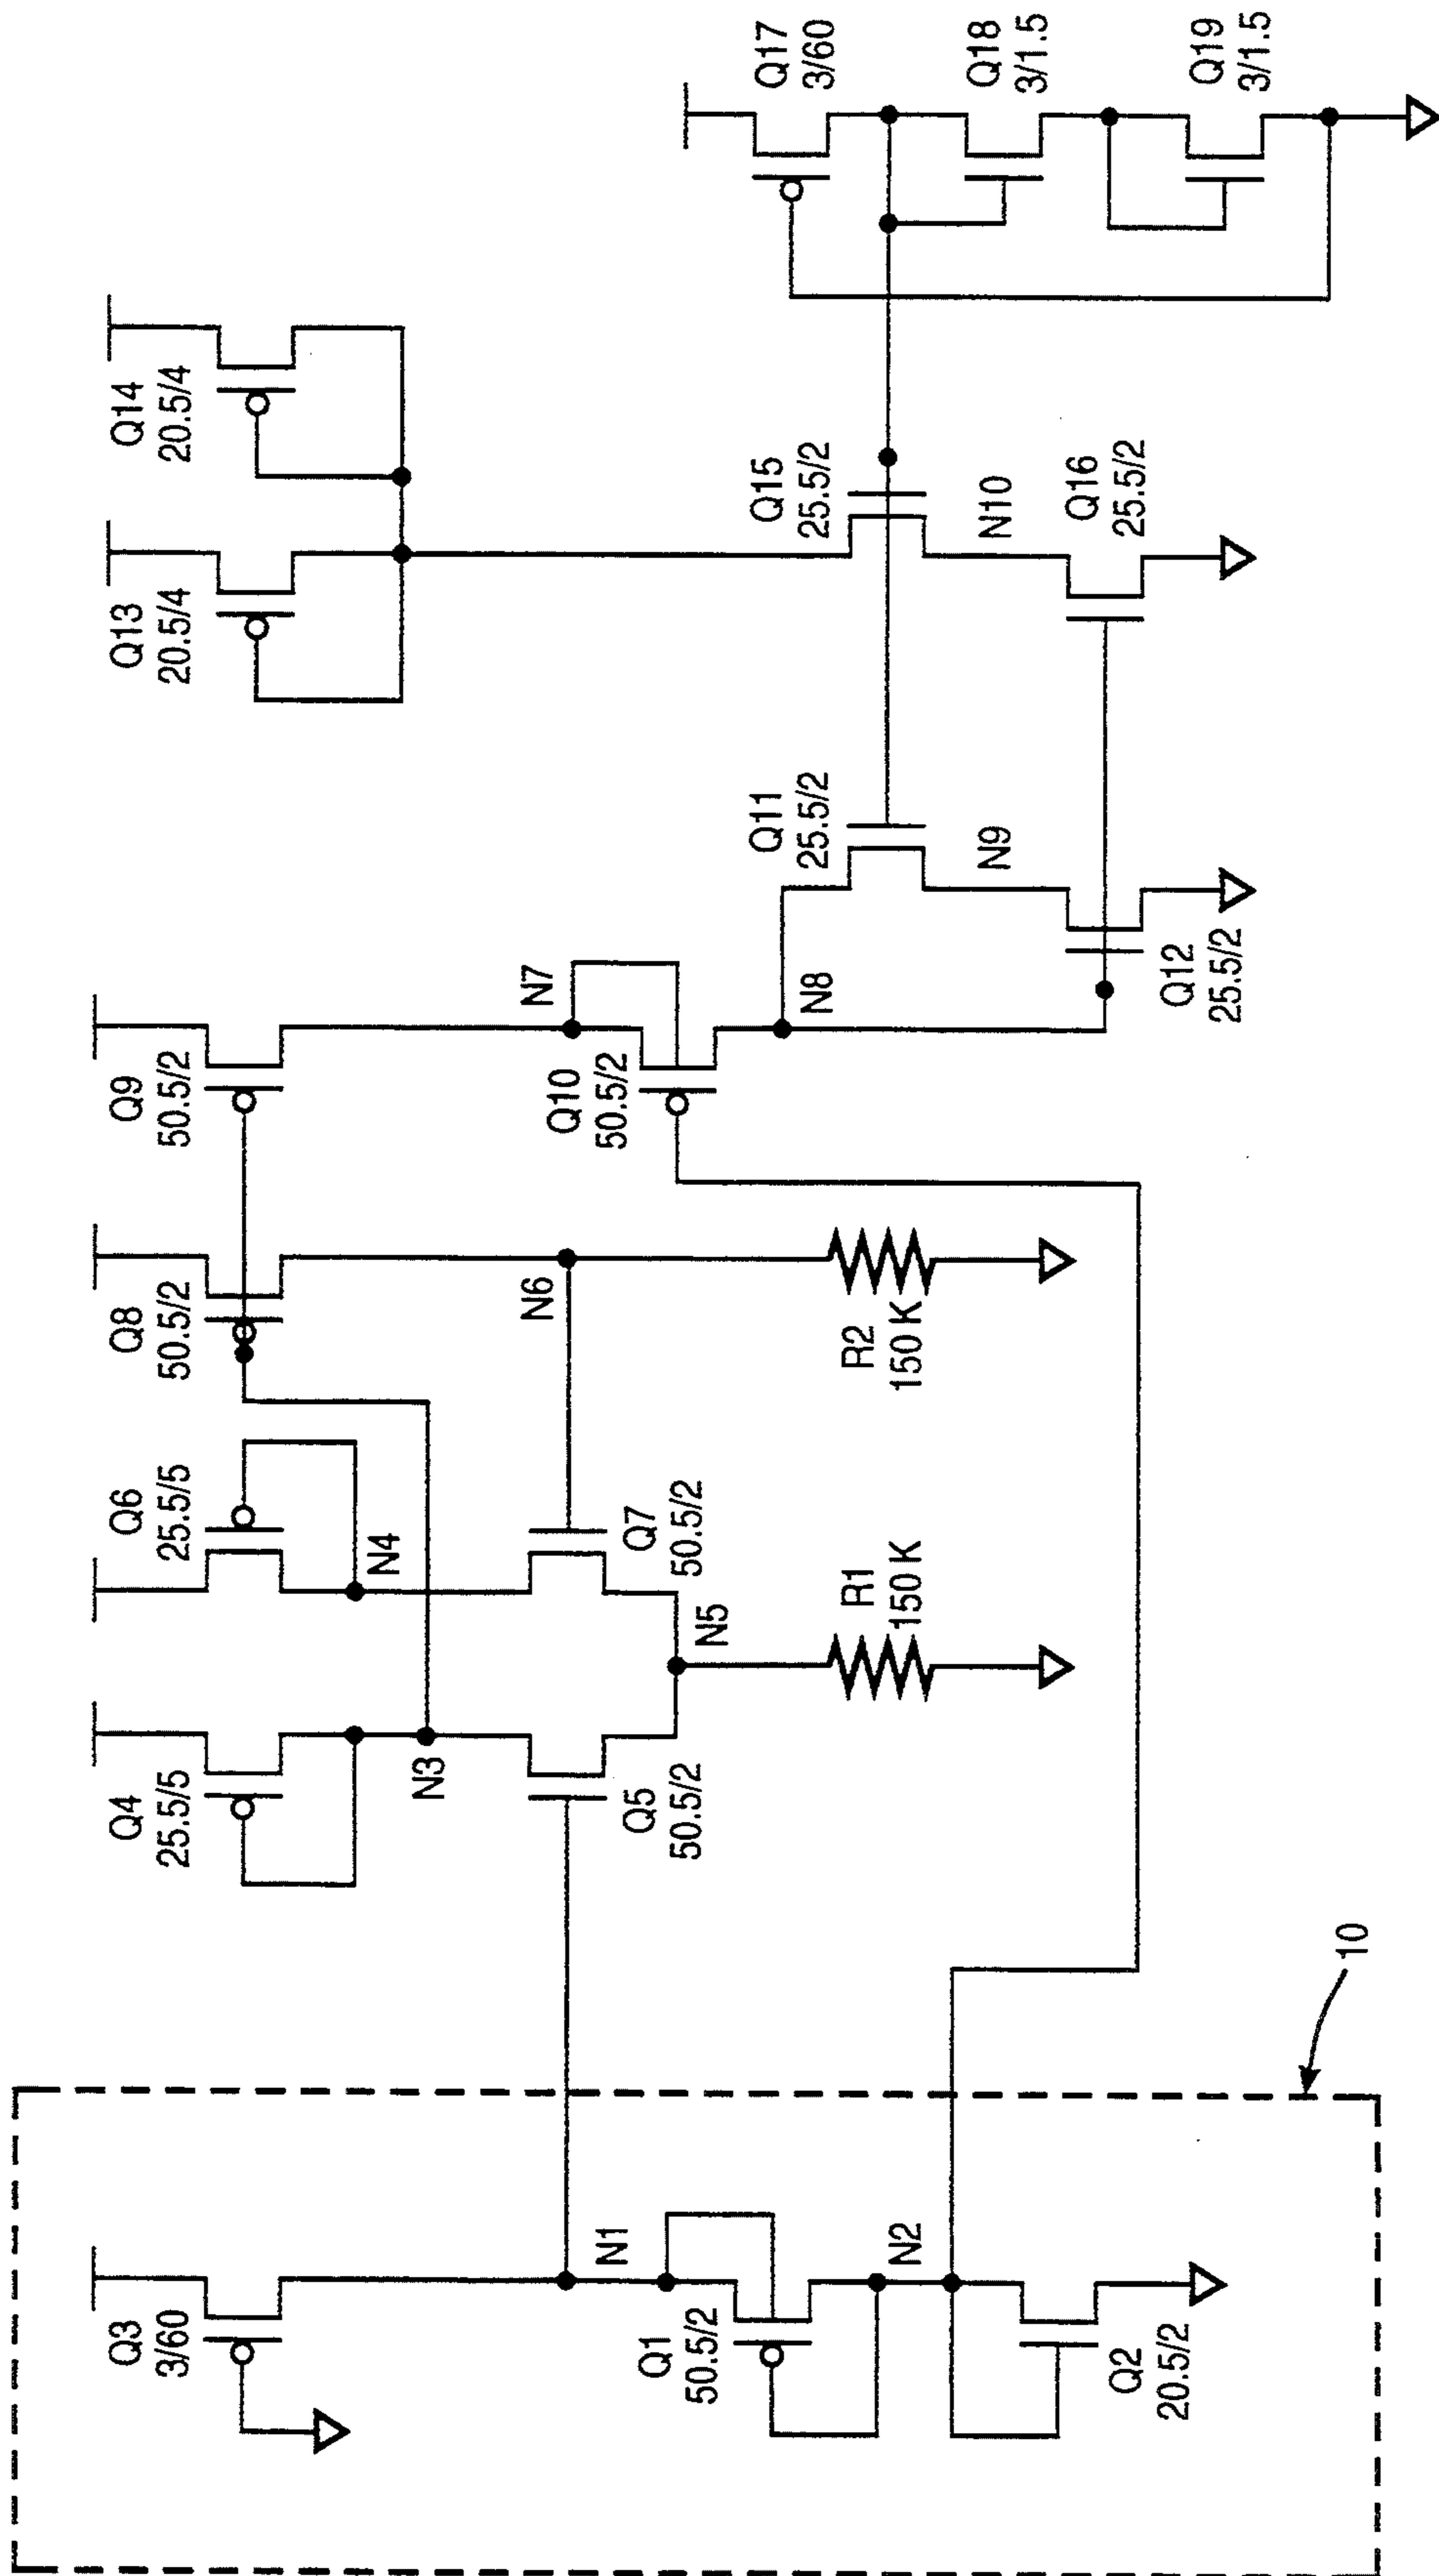 Q3
3/60
N1
Q1
50.5/2
N2
Q2
20.5/2
10
Q4
25.5/5
N3
Q5
50.5/2
Q6
25.5/5
N4
Q7
50.5/2
N5
R1
150 K
Q8
50.5/2
N6
R2
150 K
Q9
50.5/2
N7
Q10
50.5/2
N8
Q11
25.5/2
N9
Q12
25.5/2
Q13
20.5/4
Q14
20.5/4
Q15
25.5/2
N10
Q16
25.5/2
Q17
3/60
Q18
3/1.5
Q19
3/1.5